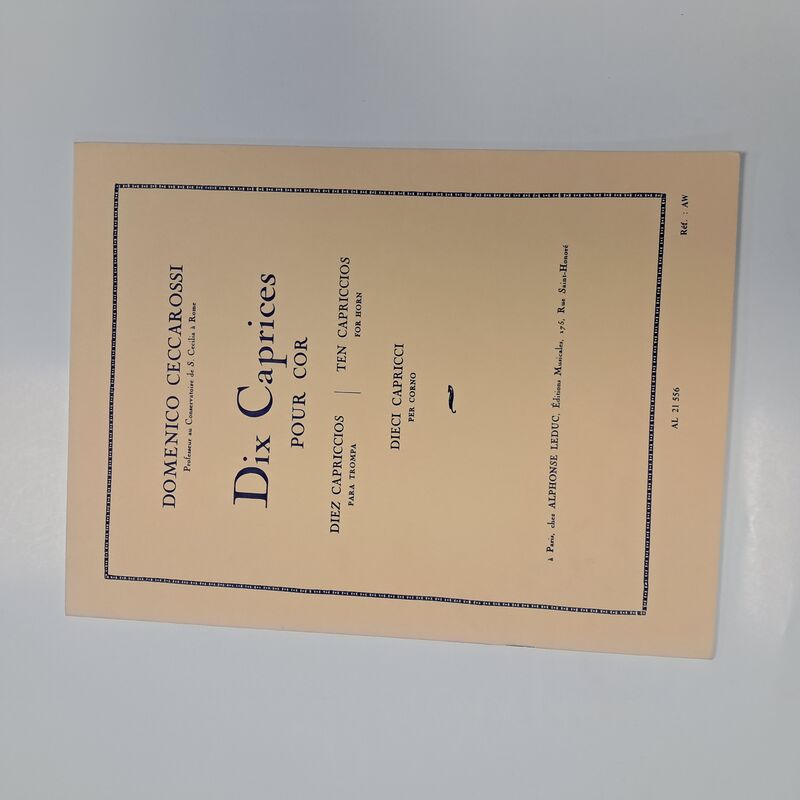 DOMENICO CECCAROSSI
Professeur au Conservatoire de S. Cecilia à Rome
Dix Caprices
POUR COR
DIEZ CAPRICCIOS
PARA TROMPA
TEN CAPRICCIOS
FOR HORN
DIECI CAPRICCI
PER CORNO
à Paris, chez ALPHONSE LEDUC, Éditions Musicales, 175, Rue Saint-Honoré
AL 21 556
Réf. : AW